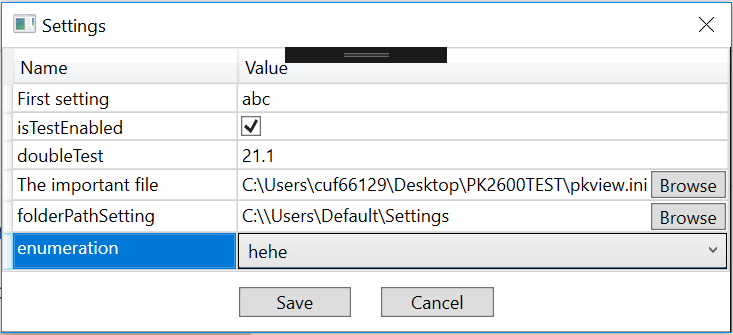 Settings
Name Value
First setting abc
isTestEnabled
doubleTest 21.1
The important file C:\Users\cuf66129\Desktop\PK2600TEST\pkview.ini Browse
folderPathSetting C:\\Users\Default\Settings Browse
enumeration hehe
Save Cancel